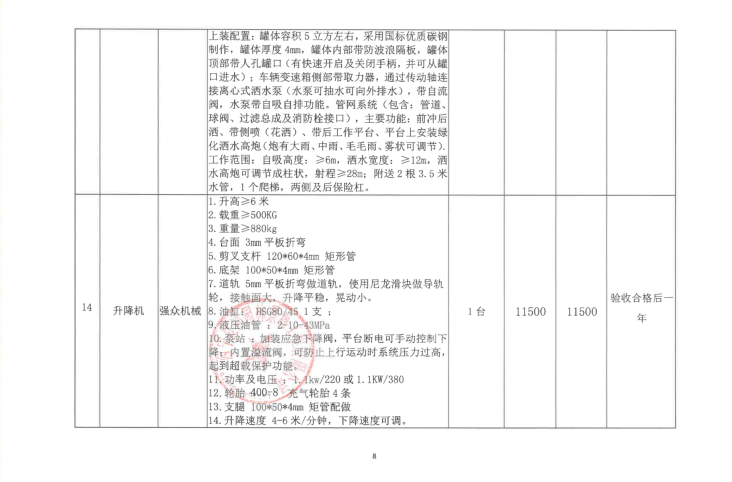 上装配置：罐体容积 5 立方左右，采用国标优质碳钢
制作，罐体厚度 4mm，罐体内部带防波浪隔板，罐体
顶部带人孔罐口（有快速开启及关闭手柄，并可从罐
口进水）；车辆变速箱侧部带取力器，通过传动轴连
接离心式洒水泵（水泵可抽水可向外排水），带自流
阀，水泵带自吸自排功能。管网系统（包含：管道、
球阀、过滤总成及消防栓接口），主要功能：前冲后
洒、带侧喷（花洒）、带后工作平台、平台上安装绿
化洒水高炮（炮有大雨、中雨、毛毛雨、雾状可调节）.
工作范围：自吸高度：≥6m，洒水宽度：≥12m，洒
水高炮可调节成柱状，射程≥28m；附送 2 根 3.5 米
水管，1 个爬梯，两侧及后保险杠。
14 升降机 强众机械
1.升高≥6 米
2.载重≥500KG
3.重量≥880kg
4.台面 3mm 平板折弯
5.剪叉支杆 120*60*4mm 矩形管
6.底架 100*50*4mm 矩形管
7.道轨 5mm 平板折弯做道轨，使用尼龙滑块做导轨
轮，接触面大，升降平稳，晃动小。
8.油缸： HSG80/45 1 支 ；
9.液压油管 ：2-10-43MPa
10.泵站 ：加装应急下降阀，平台断电可手动控制下
降；内置溢流阀，可防止上行运动时系统压力过高，
起到超载保护功能。
11.功率及电压 ：1.1kw/220 或 1.1KW/380
12.轮胎 400-8 充气轮胎 4 条
13.支腿 100*50*4mm 矩管配做
14.升降速度 4-6 米/分钟，下降速度可调。
1 台 11500 11500
验收合格后一
年
8